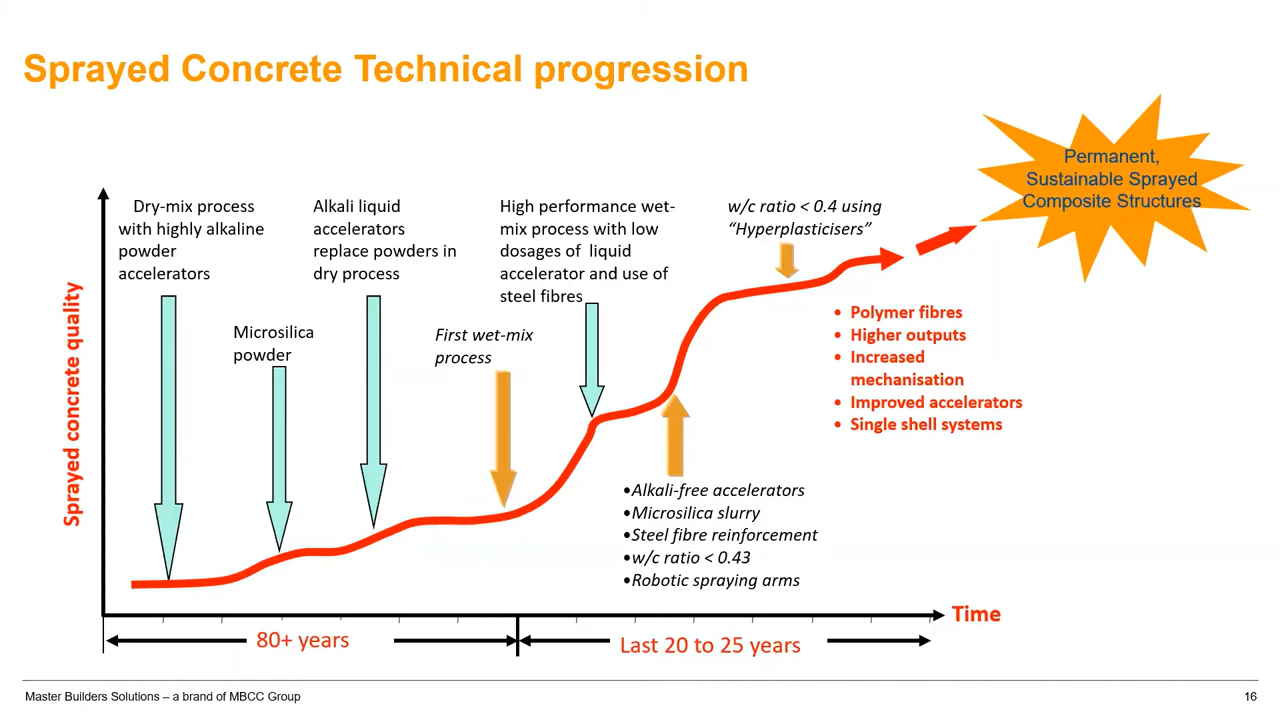 Sprayed Concrete Technical progression
Permanent,
Sustainable Sprayed
Composite Structures
Dry-mix process
with highly alkaline
powder
accelerators
Alkali liquid
accelerators
replace powders in
dry process
High performance wet-
mix process with low
dosages of liquid
accelerator and use of
steel fibres
w/c ratio < 0.4 using
“Hyperplasticisers”
Microsilica
powder
First wet-mix
process
Sprayed concrete quality
• Polymer fibres
• Higher outputs
• Increased
mechanisation
• Improved accelerators
• Single shell systems
•Alkali-free accelerators
•Microsilica slurry
•Steel fibre reinforcement
•w/c ratio < 0.43
•Robotic spraying arms
Time
80+ years
Last 20 to 25 years
Master Builders Solutions – a brand of MBCC Group
16